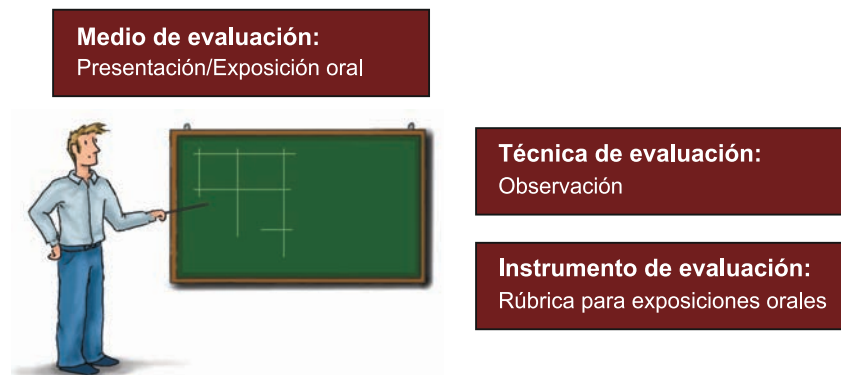 Medio de evaluación:
Presentación/Exposición oral
Técnica de evaluación:
Observación
Instrumento de evaluación:
Rúbrica para exposiciones orales